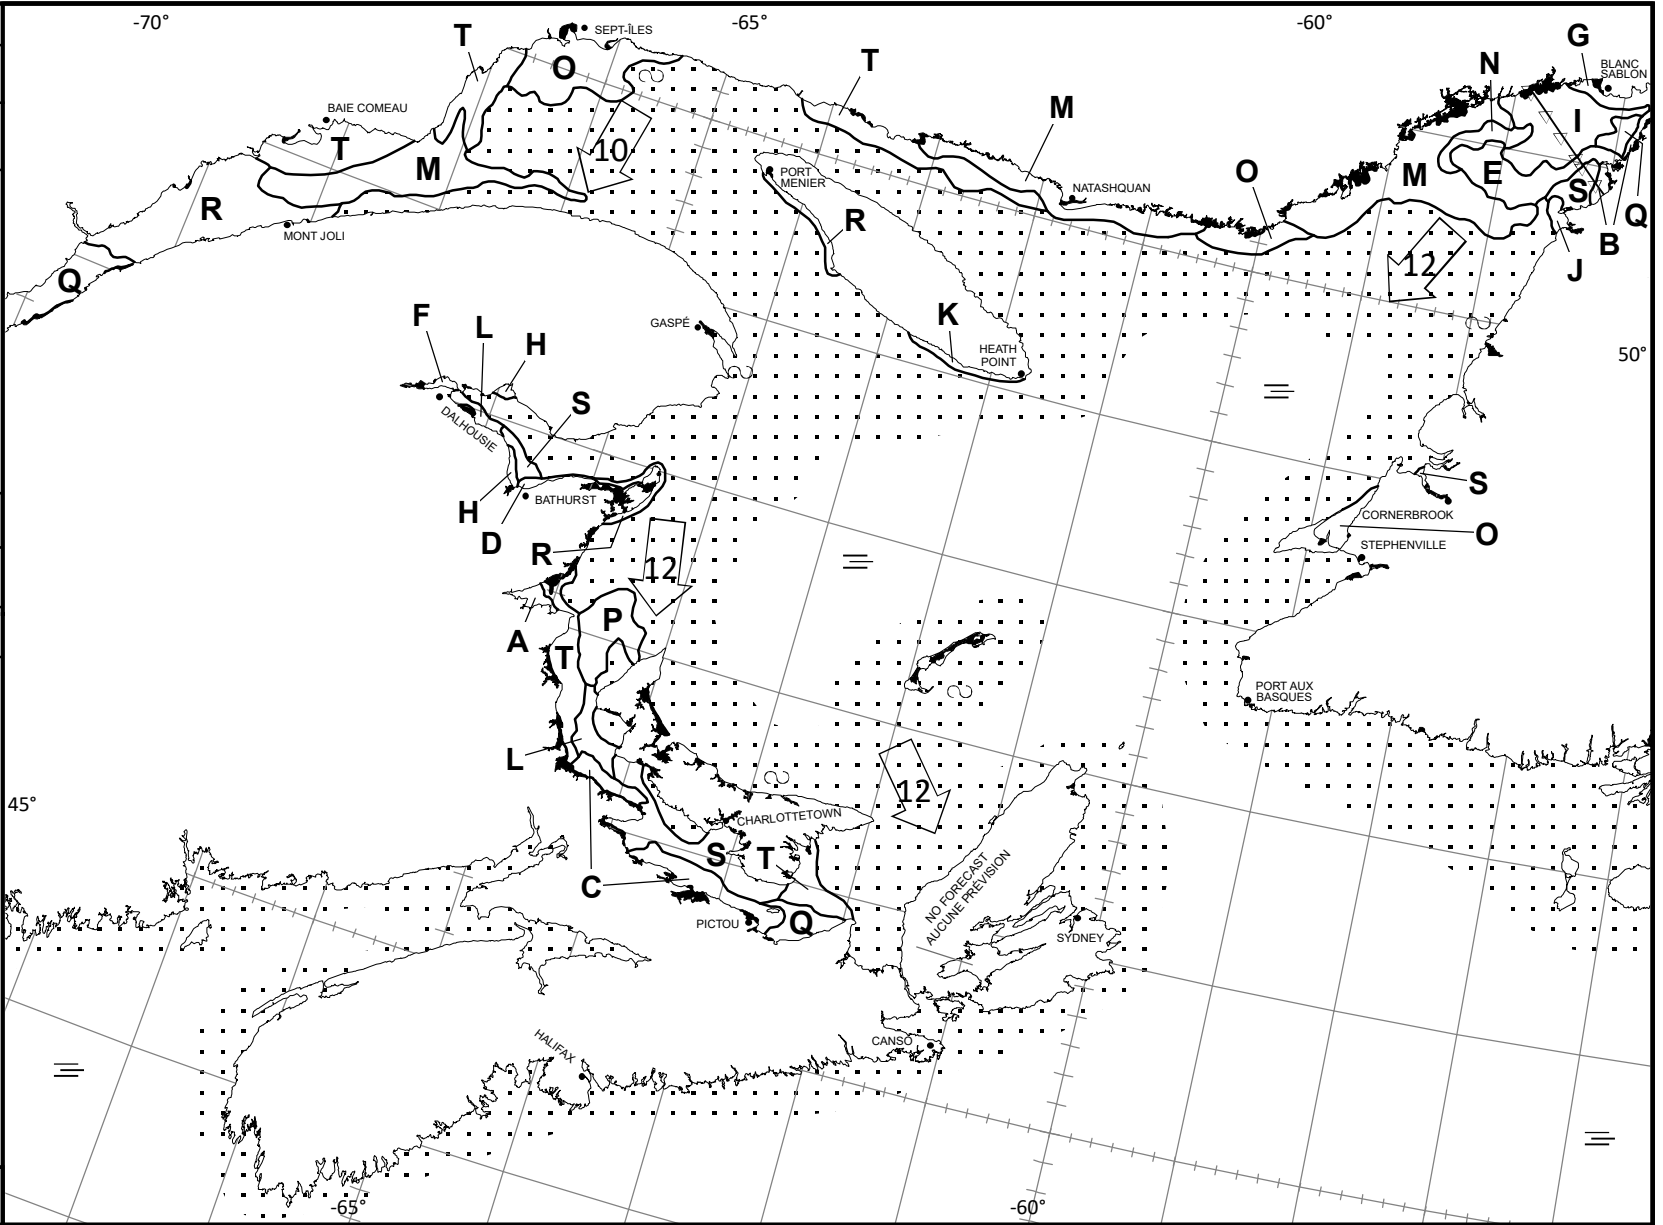 -70°
-65°
-60°
T
SEPT-ÎLES
G
O
T
N
BLANC
SABLON
BAIE COMEAU
M
I
T
10
M
PORT
MENIER
O
M
E
S
NATASHQUAN
R
R
Q
MONT JOLI
B
12
J
Q
F
L
H
GASPÉ
K
HEATH
POINT
50°
S
DALHOUSIE
S
BATHURST
H
CORNERBROOK
D
O
R
STEPHENVILLE
12
P
A
T
PORT AUX
BASQUES
L
12
45°
CHARLOTTETOWN
S
T
C
NO FORECAST
AUCUNE PRÉVISION
PICTOU
Q
SYDNEY
HALIFAX
CANSO
-65°
-60°